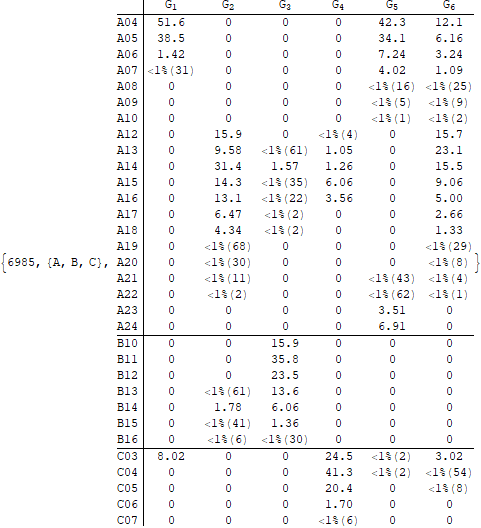 G1 G2 G3 G4 G5 G6
A04 51.6 0 0 0 42.3 12.1
A05 38.5 0 0 0 34.1 6.16
A06 1.42 0 0 0 7.24 3.24
A07 <1%(31) 0 0 0 4.02 1.09
A08 0 0 0 0 <1%(16) <1%(25)
A09 0 0 0 0 <1%(5) <1%(9)
A10 0 0 0 0 <1%(1) <1%(2)
A12 0 15.9 0 <1%(4) 0 15.7
A13 0 9.58 <1%(61) 1.05 0 23.1
A14 0 31.4 1.57 1.26 0 15.5
A15 0 14.3 <1%(35) 6.06 0 9.06
A16 0 13.1 <1%(22) 3.56 0 5.00
A17 0 6.47 <1%(2) 0 0 2.66
A18 0 4.34 <1%(2) 0 0 1.33
A19 0 <1%(68) 0 0 0 <1%(29)
{6985, {A, B, C}, A20 0 <1%(30) 0 0 0 <1%(8) }
A21 0 <1%(11) 0 0 <1%(43) <1%(4)
A22 0 <1%(2) 0 0 <1%(62) <1%(1)
A23 0 0 0 0 3.51 0
A24 0 0 0 0 6.91 0
B10 0 0 15.9 0 0 0
B11 0 0 35.8 0 0 0
B12 0 0 23.5 0 0 0
B13 0 <1%(61) 13.6 0 0 0
B14 0 1.78 6.06 0 0 0
B15 0 <1%(41) 1.36 0 0 0
B16 0 <1%(6) <1%(30) 0 0 0
C03 8.02 0 0 24.5 <1%(2) 3.02
C04 0 0 0 41.3 <1%(2) <1%(54)
C05 0 0 0 20.4 0 <1%(8)
C06 0 0 0 1.70 0 0
C07 0 0 0 <1%(6) 0 0